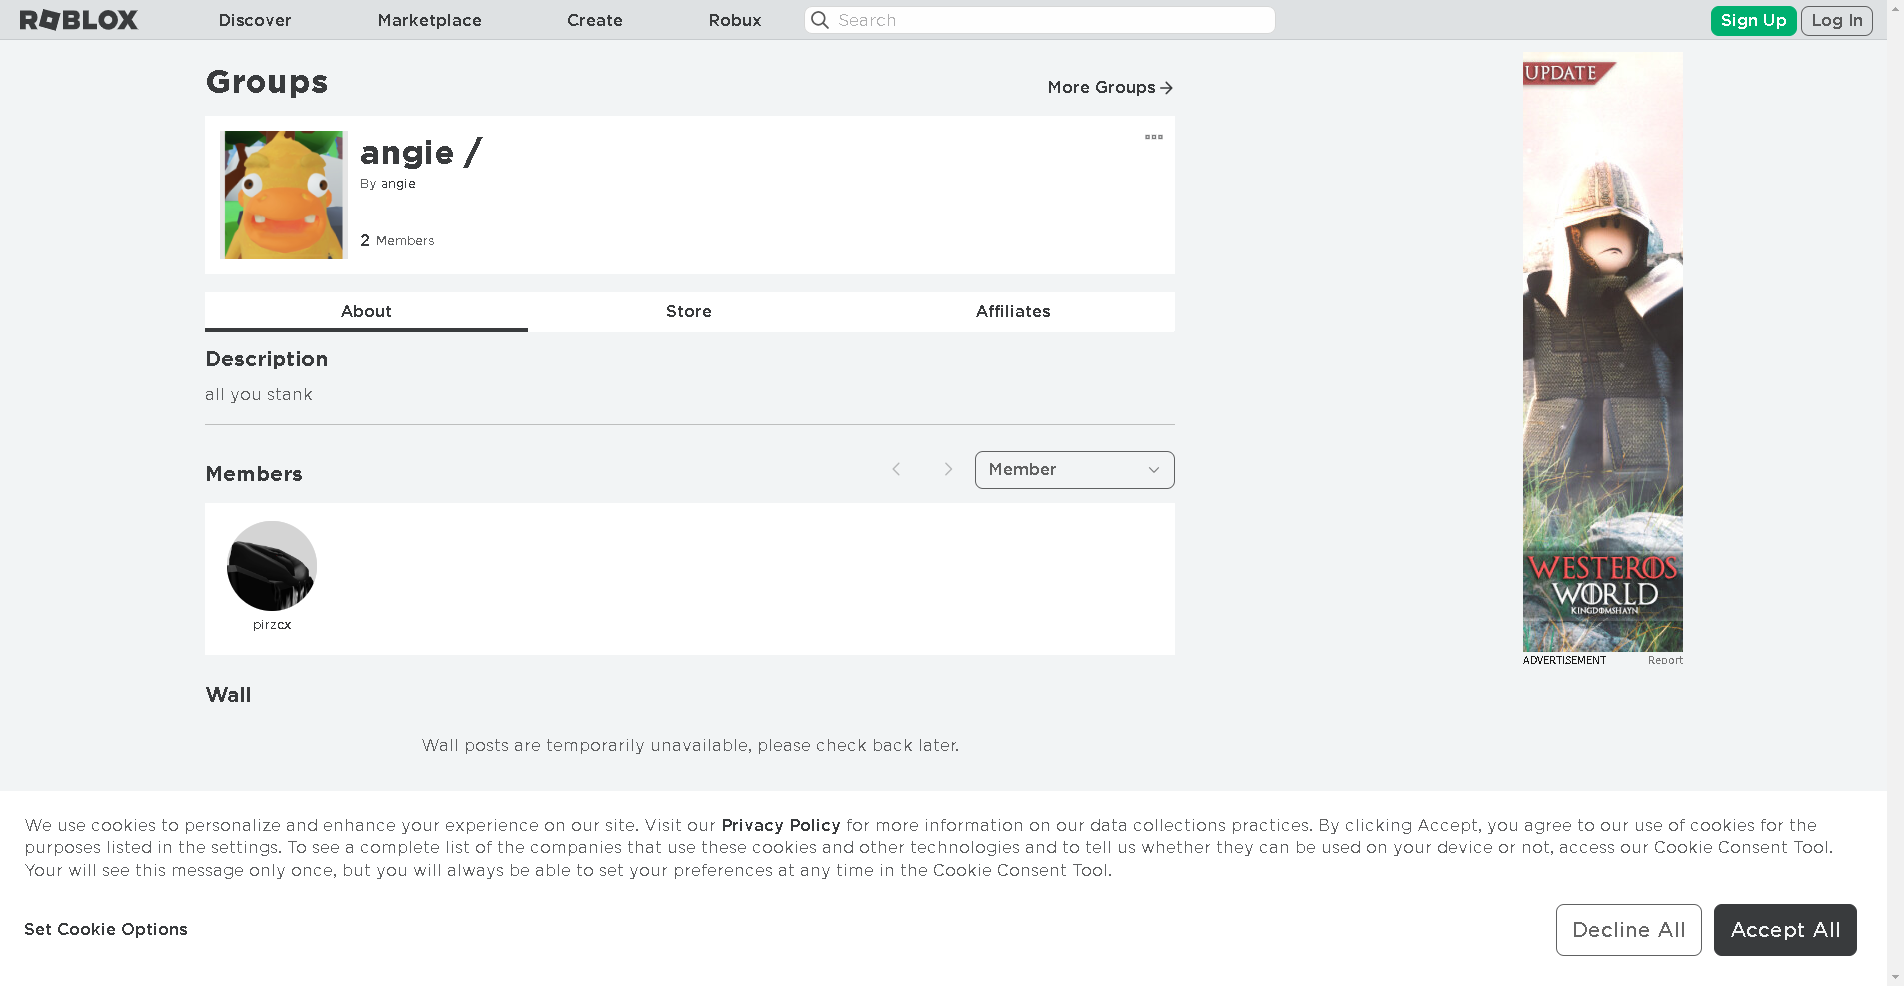 ROBLOX Discover Marketplace Create Robux Search Sign Up Log In
Groups
More Groups
angie /
By angie
2 Members
About Store Affiliates
Description
all you stank
Members
Member
pirzcx
Wall
Wall posts are temporarily unavailable, please check back later.
UPDATE
WESTEROS
WORLD
KINGDOMSHAYN
ADVERTISEMENT Report
We use cookies to personalize and enhance your experience on our site. Visit our Privacy Policy for more information on our data collections practices. By clicking Accept, you agree to our use of cookies for the
purposes listed in the settings. To see a complete list of the companies that use these cookies and other technologies and to tell us whether they can be used on your device or not, access our Cookie Consent Tool.
Your will see this message only once, but you will always be able to set your preferences at any time in the Cookie Consent Tool.
Set Cookie Options
Decline All Accept All